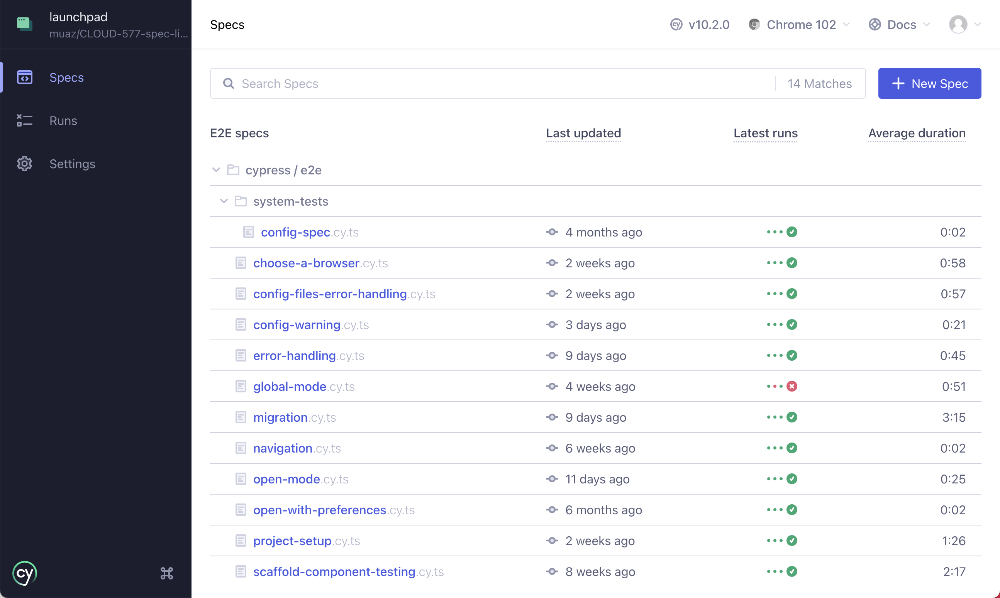 launchpad
muaz/CLOUD-577-spec-li...
Specs
Runs
Settings
cy
Specs
cy v10.2.0 Chrome 102 Docs
Search Specs 14 Matches New Spec
E2E specs Last updated Latest runs Average duration
cypress / e2e
system-tests
config-spec.cy.ts 4 months ago 0:02
choose-a-browser.cy.ts 2 weeks ago 0:58
config-files-error-handling.cy.ts 2 weeks ago 0:57
config-warning.cy.ts 3 days ago 0:21
error-handling.cy.ts 9 days ago 0:45
global-mode.cy.ts 4 weeks ago 0:51
migration.cy.ts 9 days ago 3:15
navigation.cy.ts 6 weeks ago 0:02
open-mode.cy.ts 11 days ago 0:25
open-with-preferences.cy.ts 6 months ago 0:02
project-setup.cy.ts 2 weeks ago 1:26
scaffold-component-testing.cy.ts 8 weeks ago 2:17